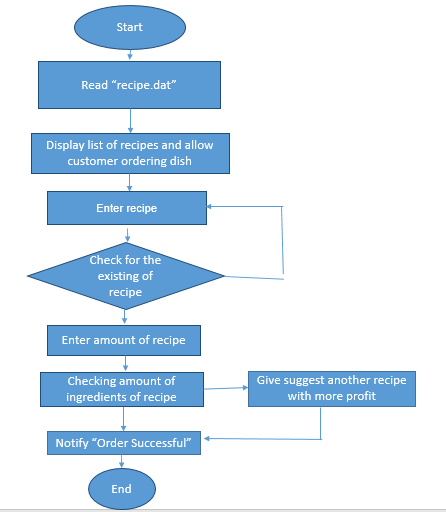 Start
Read “recipe.dat”
Display list of recipes and allow
customer ordering dish
Enter recipe
Check for the
existing of
recipe
Enter amount of recipe
Checking amount of
ingredients of recipe
Give suggest another recipe
with more profit
Notify “Order Successful”
End